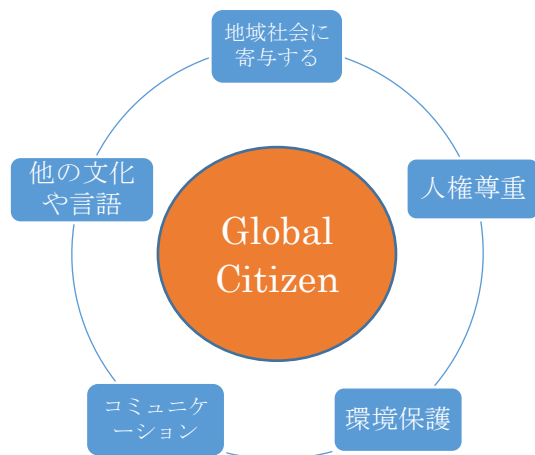 地域社会に
寄与する
他の文化
や言語
人権尊重
Global
Citizen
コミュニケ
ーション
環境保護